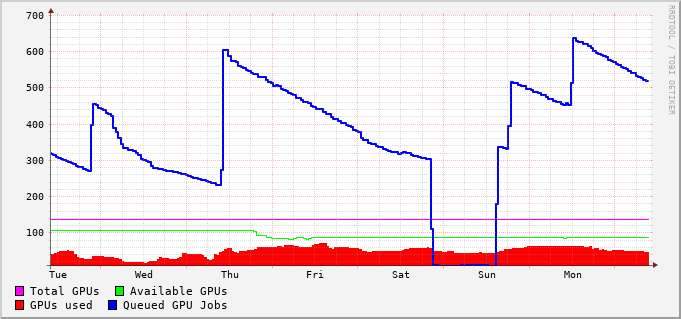 700
600
500
400
300
200
100
Tue Wed Thu Fri Sat Sun Mon
Total GPUs Available GPUs
GPUs used Queued GPU Jobs
RRDTOOL / TOBI OETIKER